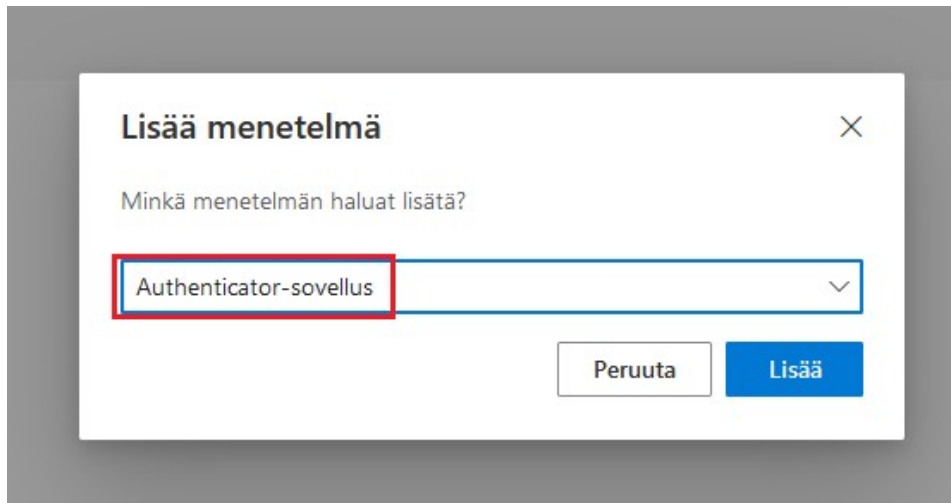 Lisää menetelmä
Minkä menetelmän haluat lisätä?
Authenticator-sovellus
Peruuta
Lisää